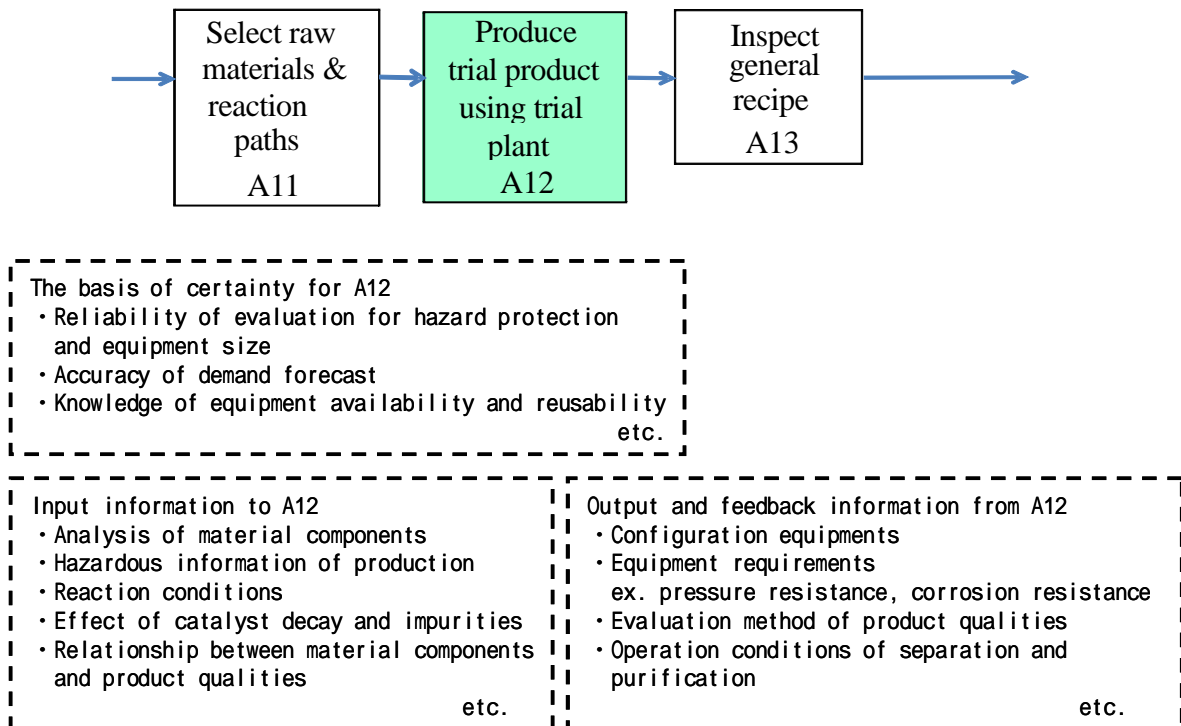 Select raw
materials &
reaction
paths
A11
Produce
trial product
using trial
plant
A12
Inspect
general
recipe
A13
The basis of certainty for A12
・Reliability of evaluation for hazard protection
and equipment size
・Accuracy of demand forecast
・Knowledge of equipment availability and reusability
etc.
Input information to A12
・Analysis of material components
・Hazardous information of production
・Reaction conditions
・Effect of catalyst decay and impurities
・Relationship between material components
and product qualities
etc.
Output and feedback information from A12
・Configuration equipments
・Equipment requirements
ex. pressure resistance, corrosion resistance
・Evaluation method of product qualities
・Operation conditions of separation and
purification
etc.